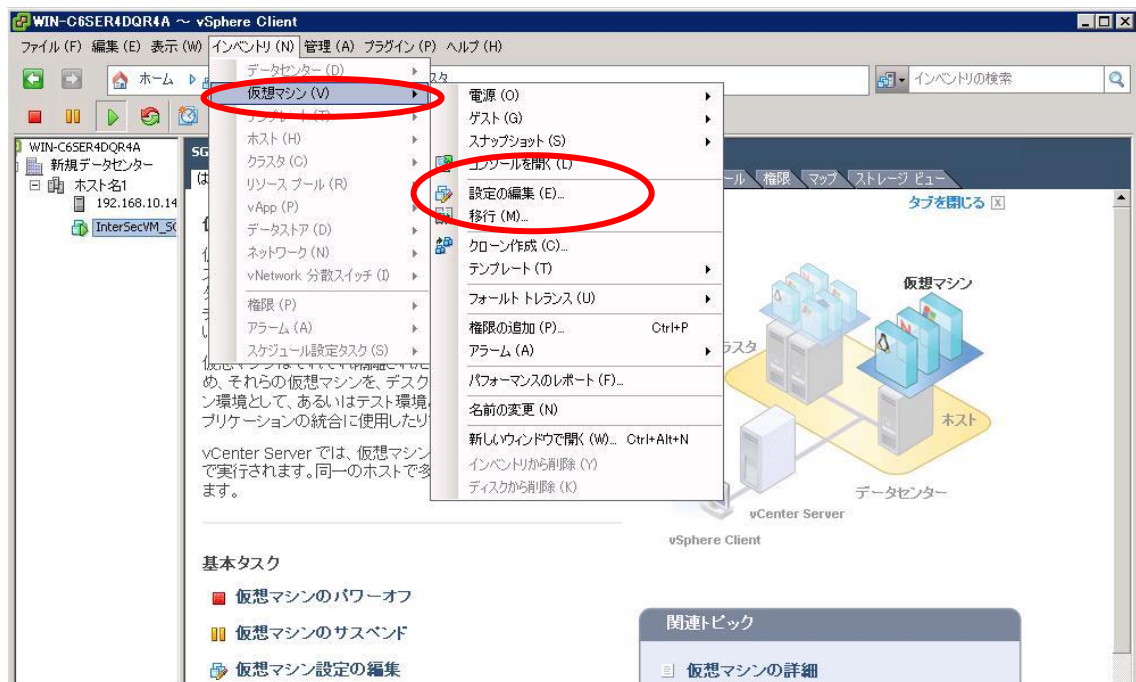 WIN-C6SER4DQR4A ～ vSphere Client
ファイル(F) 編集(E) 表示(W) インベントリ(N) 管理(A) プラグイン(P) ヘルプ(H)
ホーム
インベントリの検索
データセンター(D)
仮想マシン(V)
テンプレート(T)
ホスト(H)
クラスタ(C)
リソース プール(R)
vApp(P)
データストア(D)
ネットワーク(N)
vNetwork 分散スイッチ(I)
権限(P)
アラーム(A)
スケジュール設定タスク(S)
電源(O)
ゲスト(G)
スナップショット(S)
コンソールを開く(L)
設定の編集(E)...
移行(M)...
クローン作成(C)...
テンプレート(T)
フォールト トレランス(U)
権限の追加(P)... Ctrl+P
アラーム(A)
パフォーマンスのレポート(F)...
名前の変更(N)
新しいウィンドウで開く(W)... Ctrl+Alt+N
インベントリから削除(Y)
ディスクから削除(K)
WIN-C6SER4DQR4A
新規データセンター
ホスト名1
192.168.10.14
InterSecVM_SG
権限 マップ ストレージ ビュー
タブを閉じる
め、それらの仮想マシンを、デスク
ン環境として、あるいはテスト環境
プリケーションの統合に使用したり
vCenter Server では、仮想マシン
で実行されます。同一のホストで多
ます。
仮想マシン
ラスタ
ホスト
データセンター
vCenter Server
vSphere Client
基本タスク
仮想マシンのパワーオフ
仮想マシンのサスペンド
仮想マシン設定の編集
関連トピック
仮想マシンの詳細